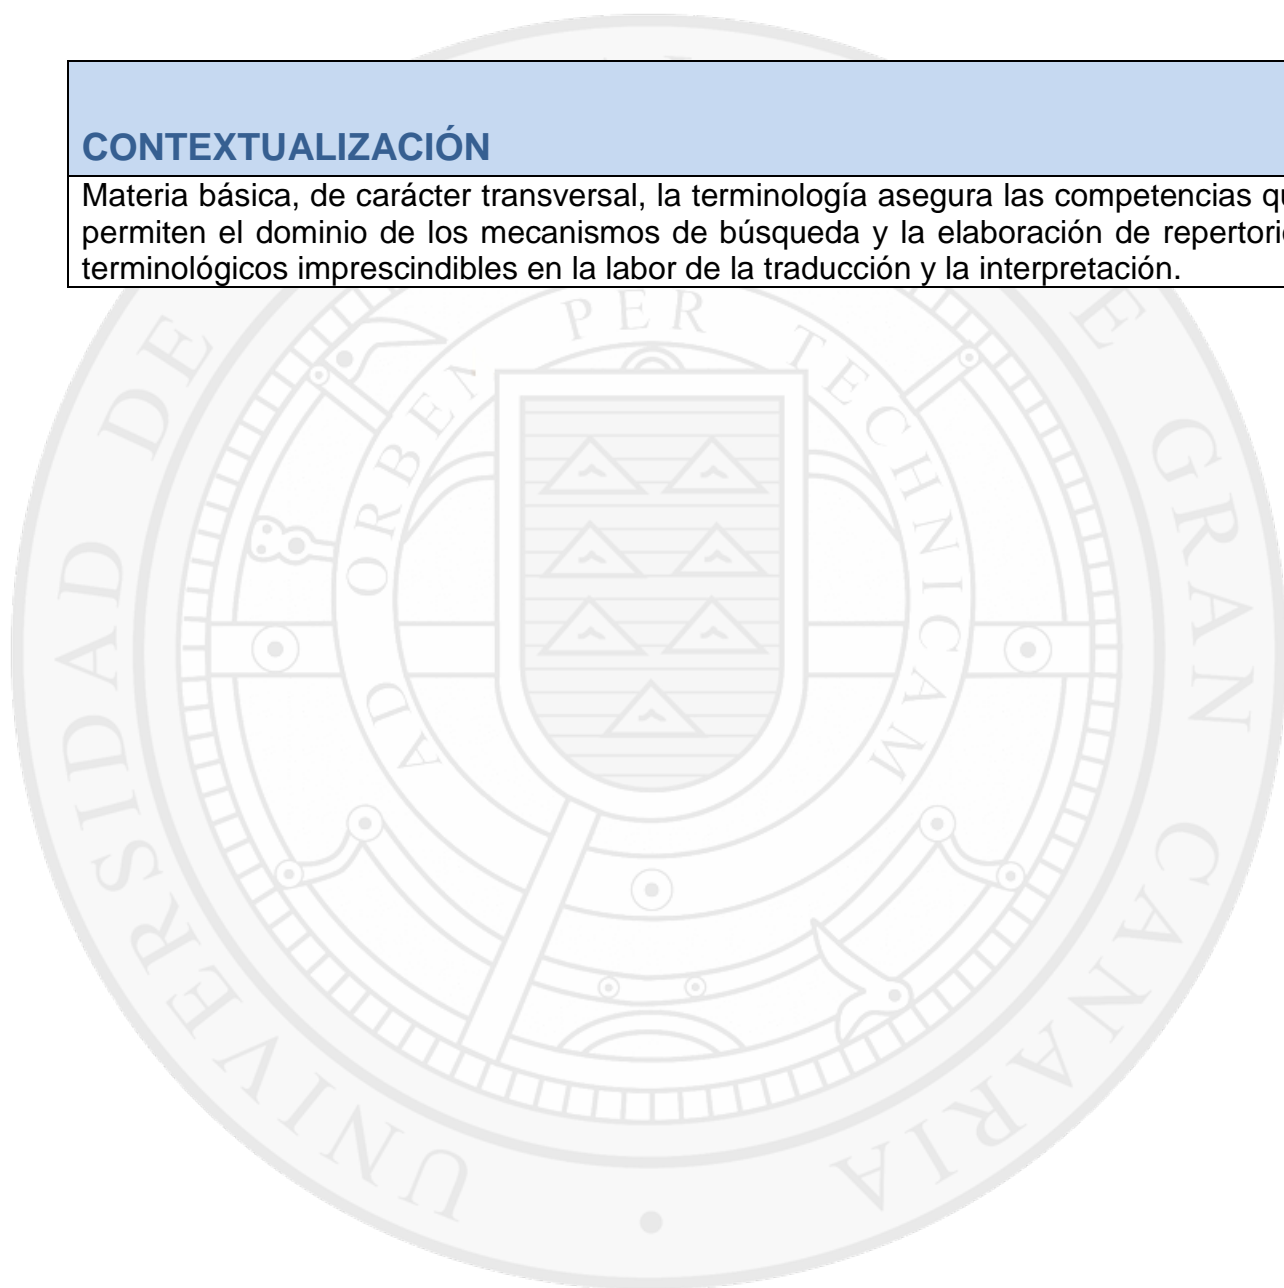 CONTEXTUALIZACIÓN
Materia básica, de carácter transversal, la terminología asegura las competencias
permiten el dominio de los mecanismos de búsqueda y la elaboración de
terminológicos imprescindibles en la labor de la traducción y la interpretación.
PER
ORBEM
TECHNICAM
AD
UNIVERSIDAD DE
GRAN CANARIA